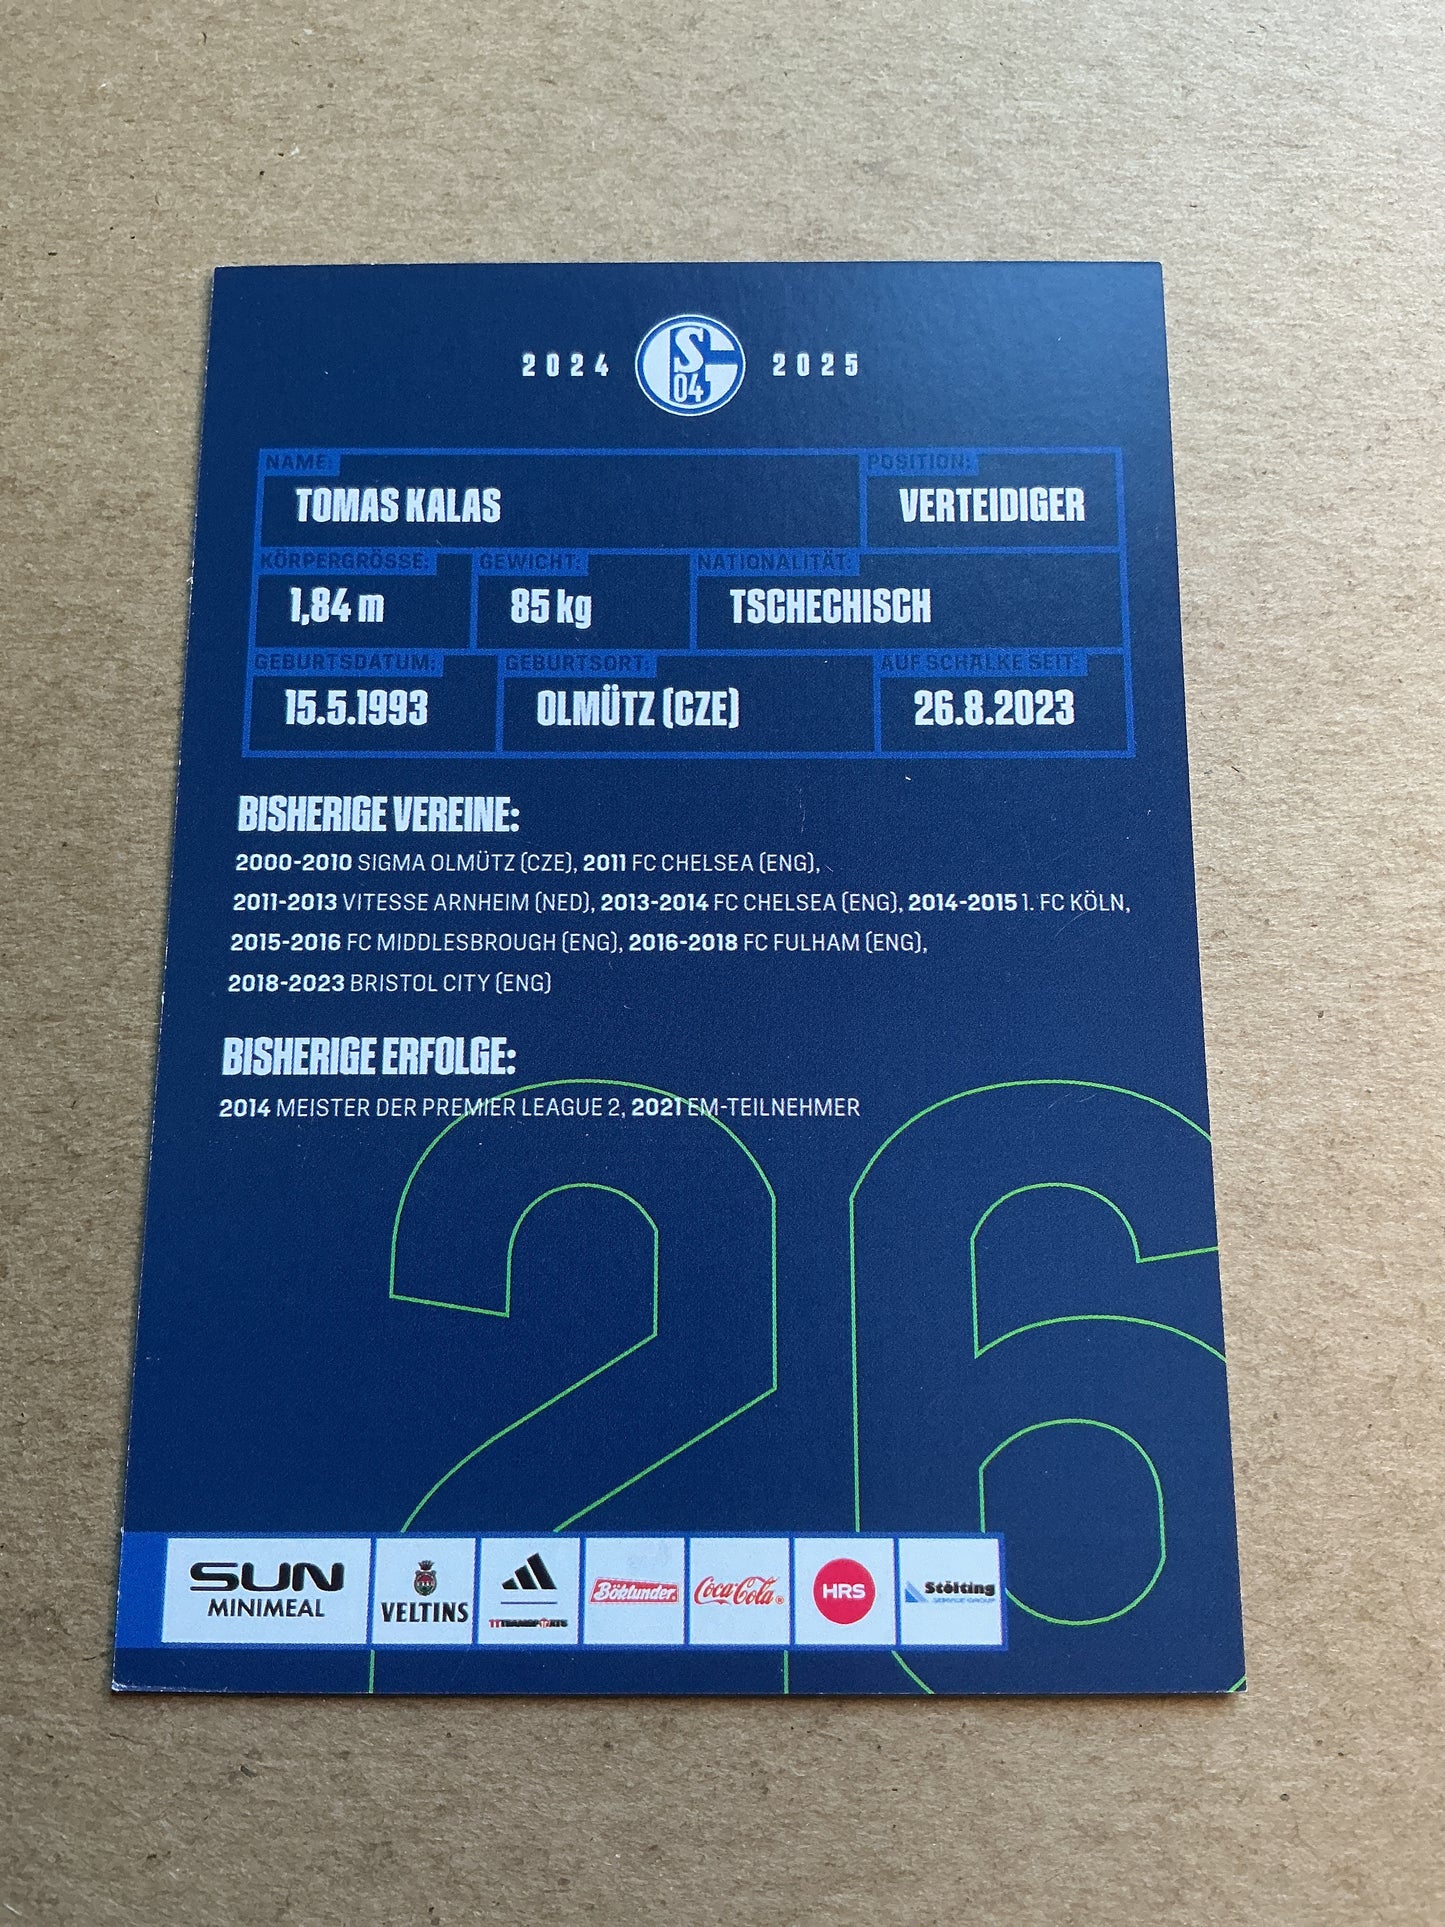 2024 S 04 2025
NAME: POSITION:
TOMAS KALAS VERTEIDIGER
KÖRPERGRÖSSE: GEWICHT: NATIONALITÄT:
1,84 m 85 kg TSCHECHISCH
GEBURTSDATUM: GEBURTSORT: AUF SCHALKE SEIT:
15.5.1993 OLMÜTZ (CZE) 26.8.2023
BISHERIGE VEREINE:
2000-2010 SIGMA OLMÜTZ (CZE), 2011 FC CHELSEA (ENG),
2011-2013 VITESSE ARNHEIM (NED), 2013-2014 FC CHELSEA (ENG), 2014-2015 1. FC KÖLN,
2015-2016 FC MIDDLESBROUGH (ENG), 2016-2018 FC FULHAM (ENG),
2018-2023 BRISTOL CITY (ENG)
BISHERIGE ERFOLGE:
2014 MEISTER DER PREMIER LEAGUE 2, 2021 EM-TEILNEHMER
26
SUN
MINIMEAL
VELTINS
11TEAMSPORTS
Böklunder
Coca-Cola®
HRS
Stölting
SERVICE GROUP